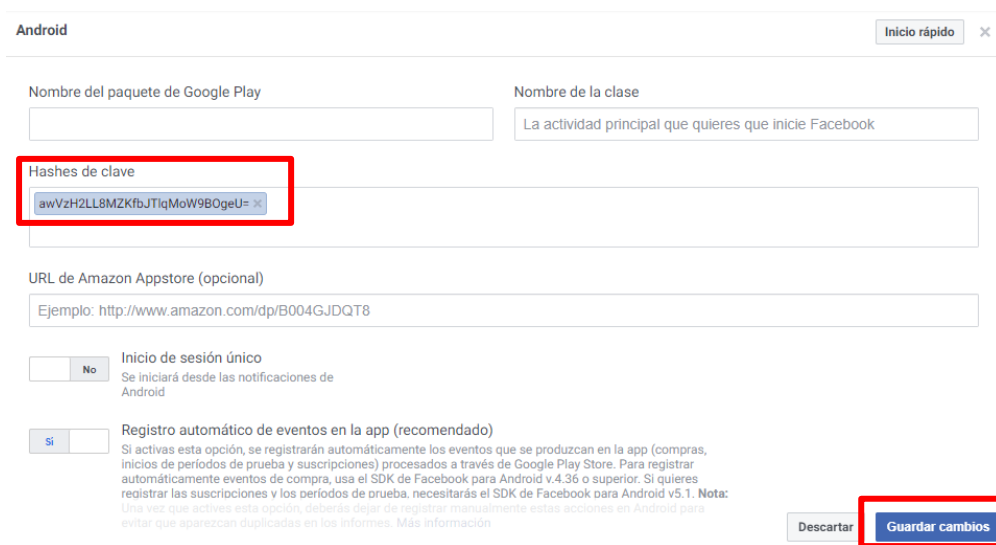 Android
Inicio rápido ×
Nombre del paquete de Google Play
Nombre de la clase
La actividad principal que quieres que inicie Facebook
Hashes de clave
awVzH2LL8MZKfbJTlqMoW9BOgeU= ×
URL de Amazon Appstore (opcional)
Ejemplo: http://www.amazon.com/dp/B004GJDQT8
No
Inicio de sesión único
Se iniciará desde las notificaciones de
Android
Sí
Registro automático de eventos en la app (recomendado)
Si activas esta opción, se registrarán automáticamente los eventos que se produzcan en la app (compras,
inicios de períodos de prueba y suscripciones) procesados a través de Google Play Store. Para registrar
automáticamente eventos de compra, usa el SDK de Facebook para Android v.4.36 o superior. Si quieres
registrar las suscripciones y los períodos de prueba, necesitarás el SDK de Facebook para Android v5.1. Nota:
Una vez que actives esta opción, deberás dejar de registrar manualmente estas acciones en Android para
evitar que aparezcan duplicadas en los informes. Más información
Descartar
Guardar cambios